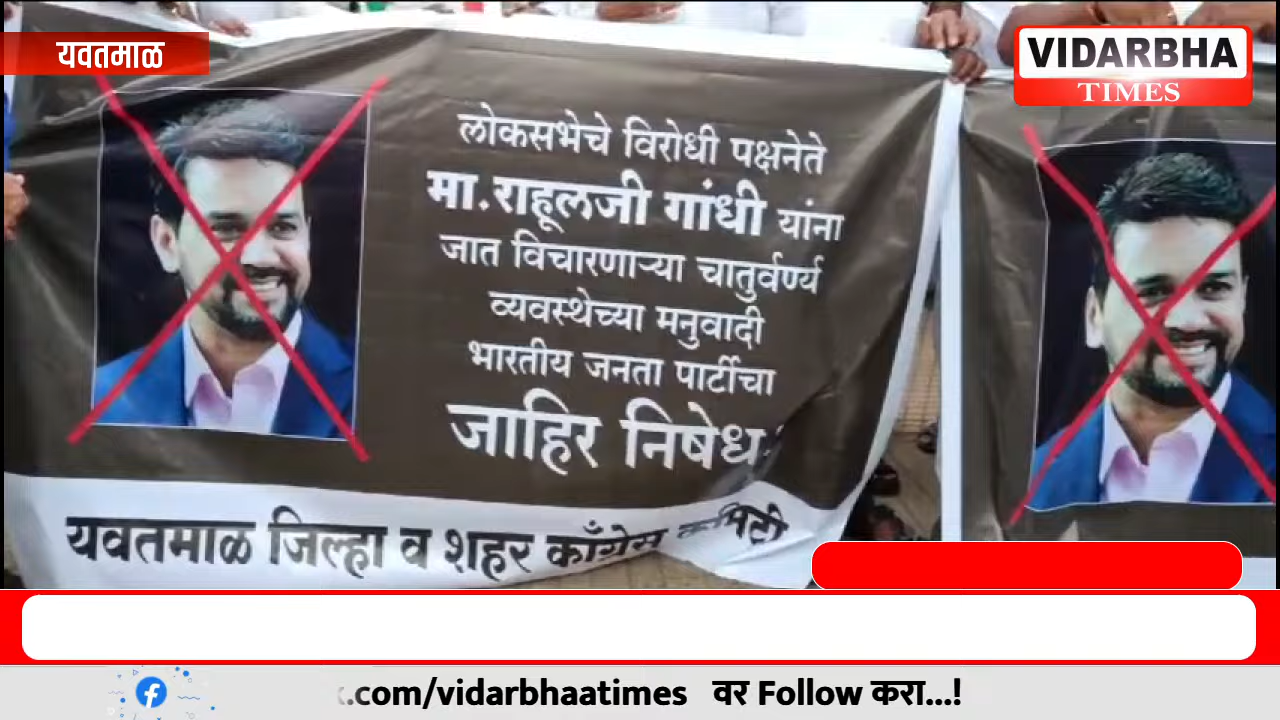 यवतमाळ
VIDARBHA
TIMES
लोकसभेचे विरोधी पक्षनेते
मा.राहूलजी गांधी यांना
जात विचारणाऱ्या चातुर्वर्ण्य
व्यवस्थेच्या मनुवादी
भारतीय जनता पार्टीचा
जाहिर निषेध
यवतमाळ जिल्हा व शहर काँग्रेस कमिटी
.com/vidarbhaatimes वर Follow करा...!